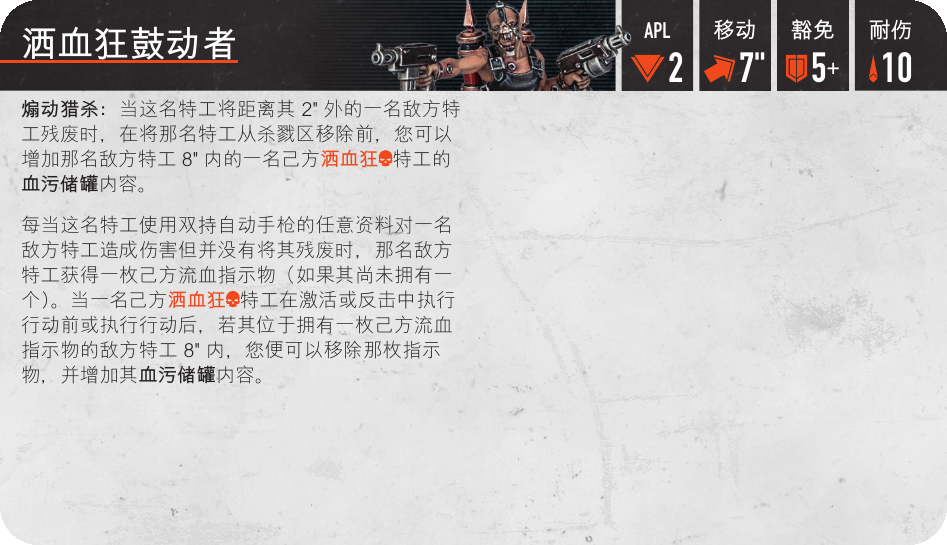 洒血狂鼓动者
APL
2
移动
7"
豁免
5+
耐伤
10
煽动猎杀：当这名特工将距离其 2" 外的一名敌方特
工残废时，在将那名特工从杀戮区移除前，您可以
增加那名敌方特工 8" 内的一名己方洒血狂特工的
血污储罐内容。
每当这名特工使用双持自动手枪的任意资料对一名
敌方特工造成伤害但并没有将其残废时，那名敌方
特工获得一枚己方流血指示物（如果其尚未拥有一
个）。当一名己方洒血狂特工在激活或反击中执行
行动前或执行行动后，若其位于拥有一枚己方流血
指示物的敌方特工 8" 内，您便可以移除那枚指示
物，并增加其血污储罐内容。